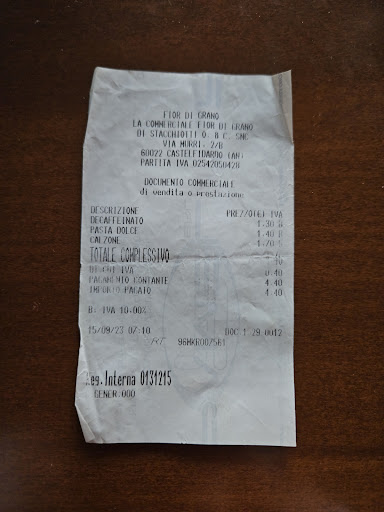 FIOR DI GRANO
LA COMMERCIALE FIOR DI GRANO
DI STACCHIOTTI O. & C. SNC
VIA MURRI, 2/B
60022 CASTELFIDARDO (AN)
PARTITA IVA 02542050428
DOCUMENTO COMMERCIALE
di vendita o prestazione
DESCRIZIONE PREZZO(€) IVA
DECAFFEINATO 1.30 B
PASTA DOLCE 1.40 B
CALZONE 1.70
TOTALE COMPLESSIVO
DI CUI IVA 0.40
PAGAMENTO CONTANTE 4.40
IMPORTO PAGATO 4.40
B: IVA 10.00%
15/09/23 07:10 DOC 1 29-0012
96MKR007561
Reg.Interna 0131215
GENER.000